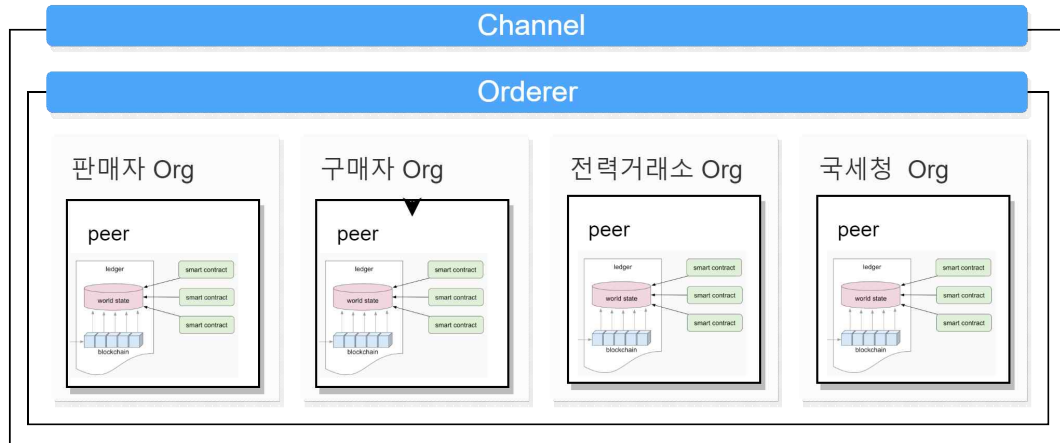 Channel
Orderer
판매자 Org
peer
ledger
smart contract
world state
smart contract
smart contract
blockchain
구매자 Org
peer
ledger
smart contract
world state
smart contract
smart contract
blockchain
전력거래소 Org
peer
ledger
smart contract
world state
smart contract
smart contract
blockchain
국세청 Org
peer
ledger
smart contract
world state
smart contract
smart contract
blockchain